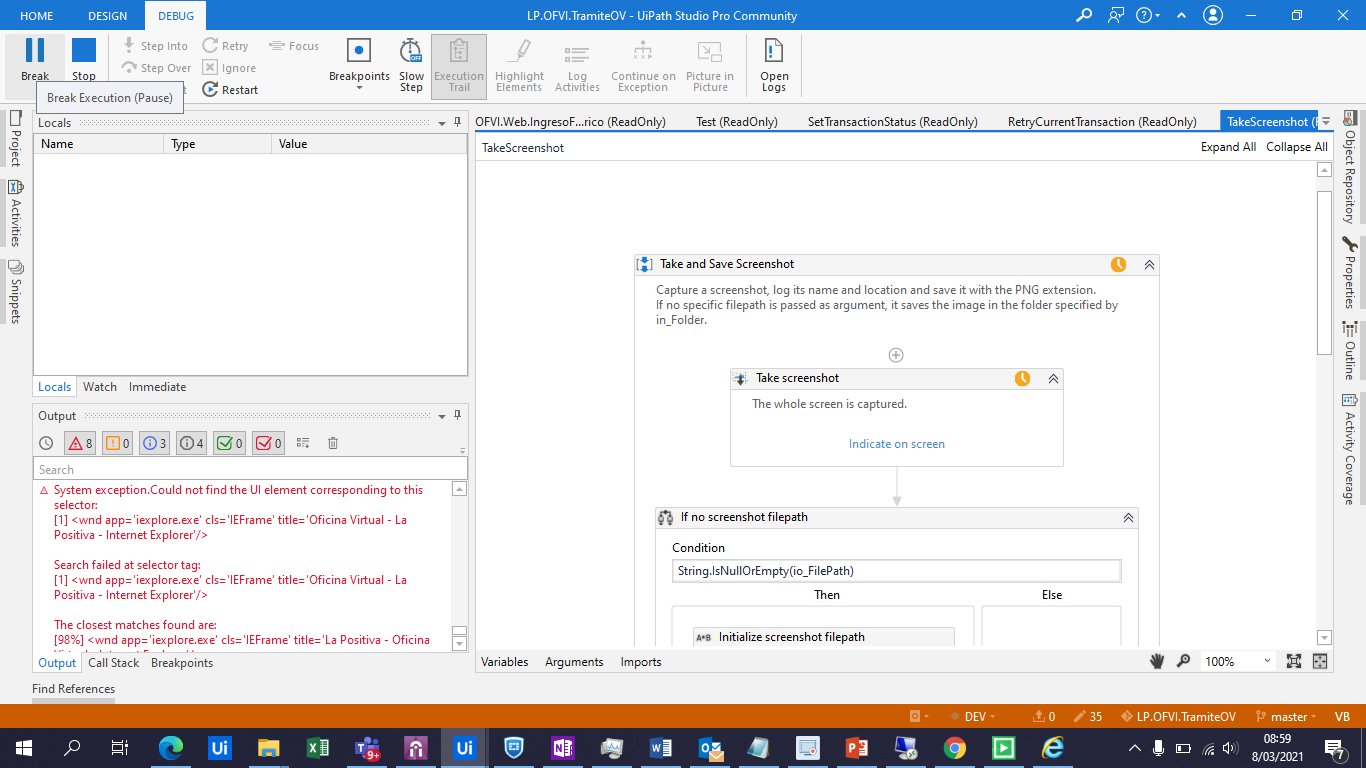 HOME DESIGN DEBUG LP.OFVI.TramiteOV - UiPath Studio Pro Community
Break Stop Step Into Step Over Retry Ignore Restart Focus Breakpoints Slow Step Execution Trail Highlight Elements Log Activities Continue on Exception Picture in Picture Open Logs
Break Execution (Pause)
Project
Activities
Snippets
Locals
Name Type Value
Locals Watch Immediate
Output
8 0 3 4 0 0
Search
System exception.Could not find the UI element corresponding to this
selector:
[1] <wnd app='iexplore.exe' cls='IEFrame' title='Oficina Virtual - La
Positiva - Internet Explorer'/>
Search failed at selector tag:
[1] <wnd app='iexplore.exe' cls='IEFrame' title='Oficina Virtual - La
Positiva - Internet Explorer'/>
The closest matches found are:
[98%] <wnd app='iexplore.exe' cls='IEFrame' title='La Positiva - Oficina
Output Call Stack Breakpoints
Find References
OFVI.Web.IngresoF...rico (ReadOnly) Test (ReadOnly) SetTransactionStatus (ReadOnly) RetryCurrentTransaction (ReadOnly) TakeScreenshot
TakeScreenshot Expand All Collapse All
Take and Save Screenshot
Capture a screenshot, log its name and location and save it with the PNG extension.
If no specific filepath is passed as argument, it saves the image in the folder specified by
in_Folder.
Take screenshot
The whole screen is captured.
Indicate on screen
If no screenshot filepath
Condition
String.IsNullOrEmpty(io_FilePath)
Then Else
A+B Initialize screenshot filepath
Variables Arguments Imports 100%
Object Repository
Properties
Outline
Activity Coverage
DEV 0 35 LP.OFVI.TramiteOV master VB
Ui 9+ Ui
08:59
8/03/2021
7